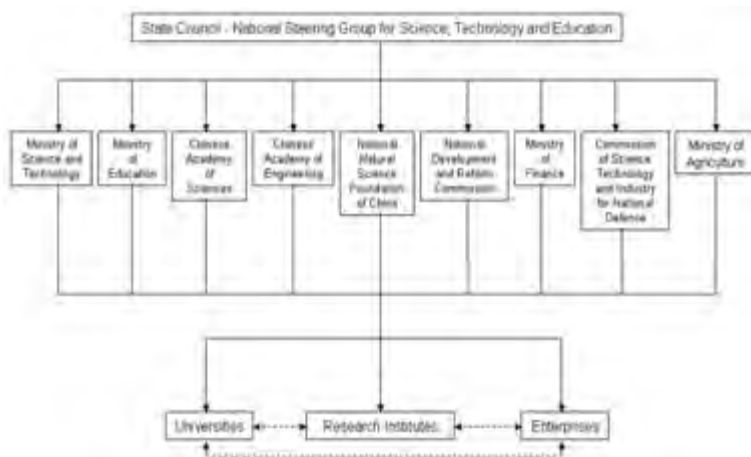 State Council - National Steering Group for Science, Technology and Education
Ministry of
Science and
Technology
Ministry
of
Education
Chinese
Academy
of
Sciences
Chinese
Academy of
Engineering
National
Natural
Science
Foundation
of China
National
Development
and Reform
Commission
Ministry
of
Finance
Commission
of Science
Technology
and Industry
for National
Defence
Ministry of
Agriculture
Universities
Research Institutes
Enterprises